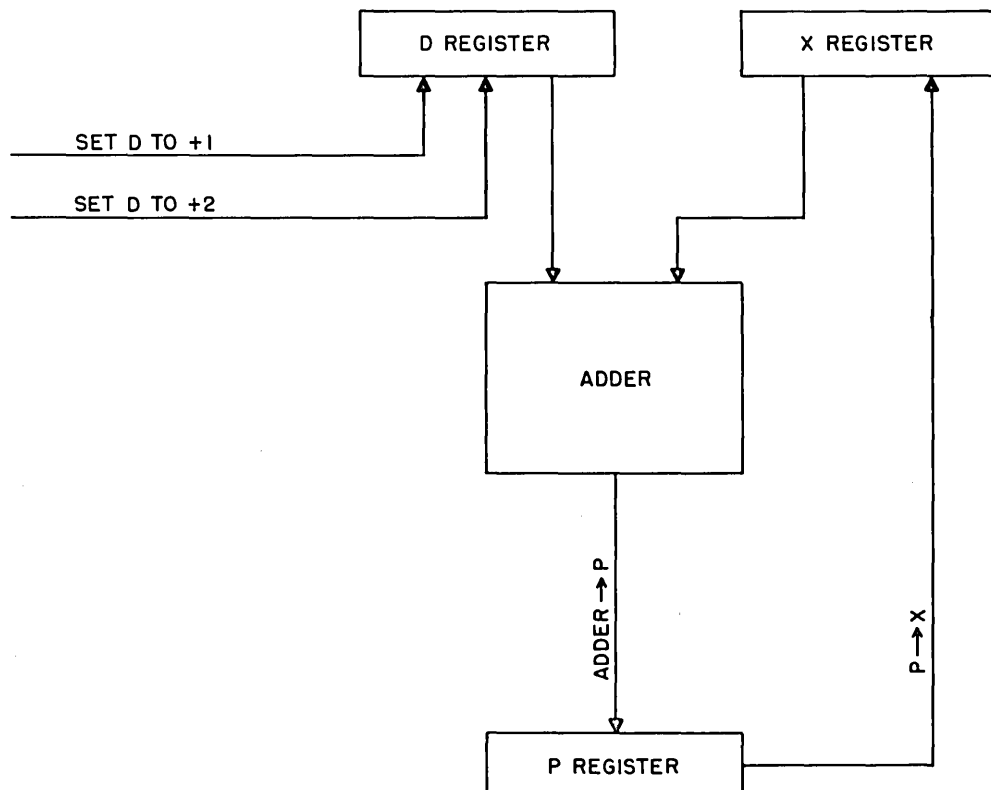 D REGISTER
X REGISTER
SET D TO +1
SET D TO +2
ADDER
ADDER→P
P→X
P REGISTER